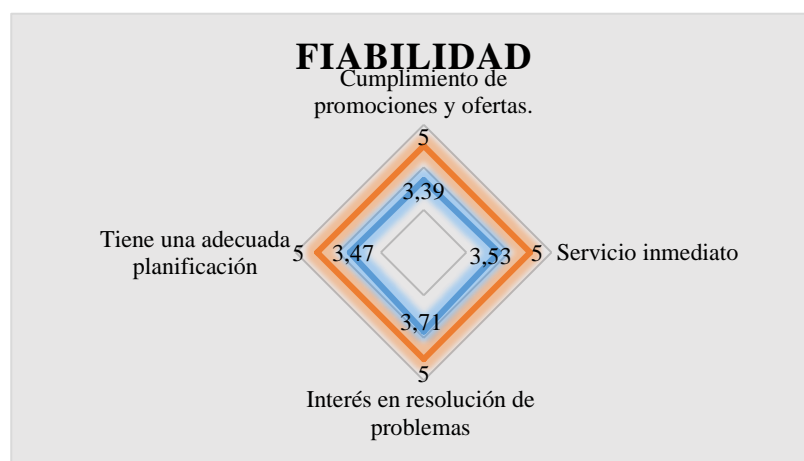 FIABILIDAD
Cumplimiento de
promociones y ofertas.
5
3,39
Tiene una adecuada
planificación
5
3,47
3,53
5
Servicio inmediato
3,71
5
Interés en resolución de
problemas